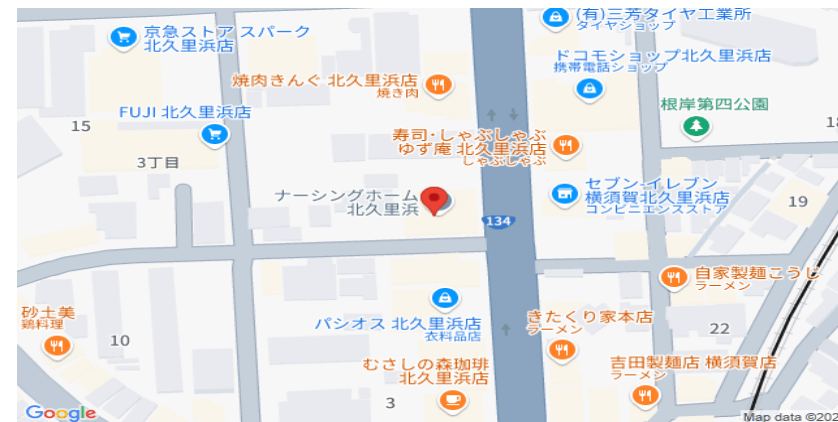 (有)三芳タイヤ工業所
タイヤショップ
京急ストア スパーク
北久里浜店
ドコモショップ北久里浜店
携帯電話ショップ
焼肉きんぐ 北久里浜店
焼き肉
FUJI 北久里浜店
根岸第四公園
15
18
寿司·しゃぶしゃぶ
ゆず庵 北久里浜店
しゃぶしゃぶ
3丁目
ナーシングホーム
北久里浜
セブン-イレブン
横須賀北久里浜店
コンビニエンスストア
19
134
自家製麺こうじ
ラーメン
砂土美
鶏料理
パシオス 北久里浜店
衣料品店
きたくり家本店
ラーメン
22
10
むさしの森珈琲
北久里浜店
吉田製麺店 横須賀店
ラーメン
3
Google
Map data ©202